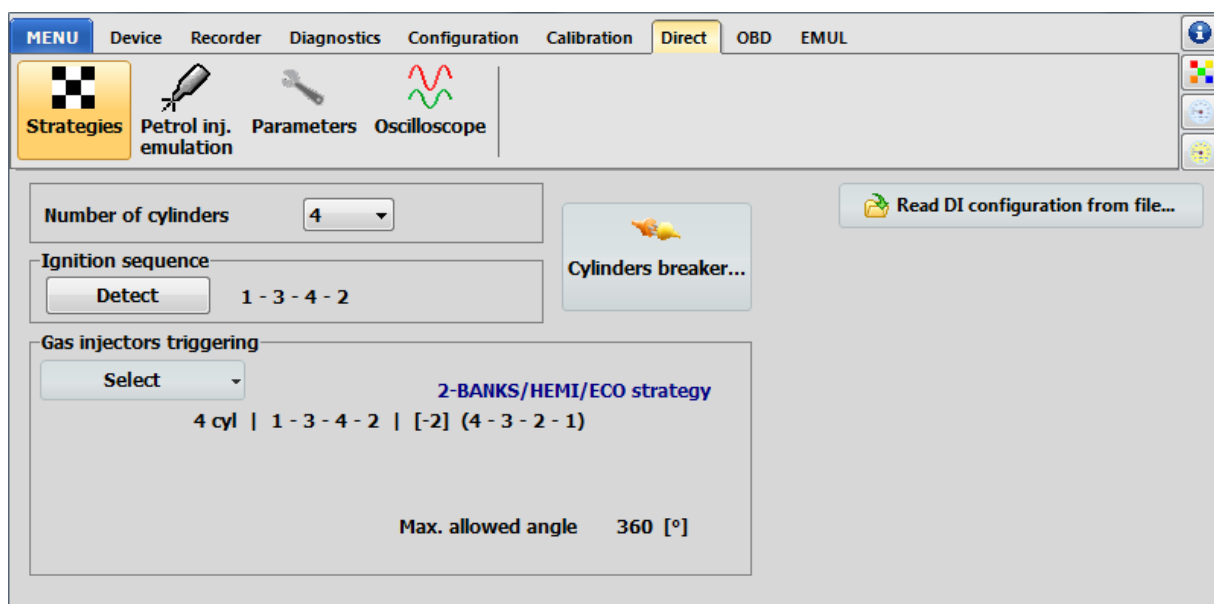 MENU Device Recorder Diagnostics Configuration Calibration Direct OBD EMUL
Strategies Petrol inj. Parameters Oscilloscope
emulation
Number of cylinders 4
Read DI configuration from file...
Ignition sequence
Cylinders breaker...
Detect 1 - 3 - 4 - 2
Gas injectors triggering
Select
2-BANKS/HEMI/ECO strategy
4 cyl | 1 - 3 - 4 - 2 | [-2] (4 - 3 - 2 - 1)
Max. allowed angle 360 [°]